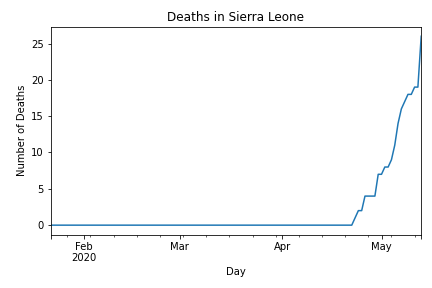 Deaths in Sierra Leone
Number of Deaths
25
20
15
10
5
0
Feb
2020
Mar
Apr
May
Day